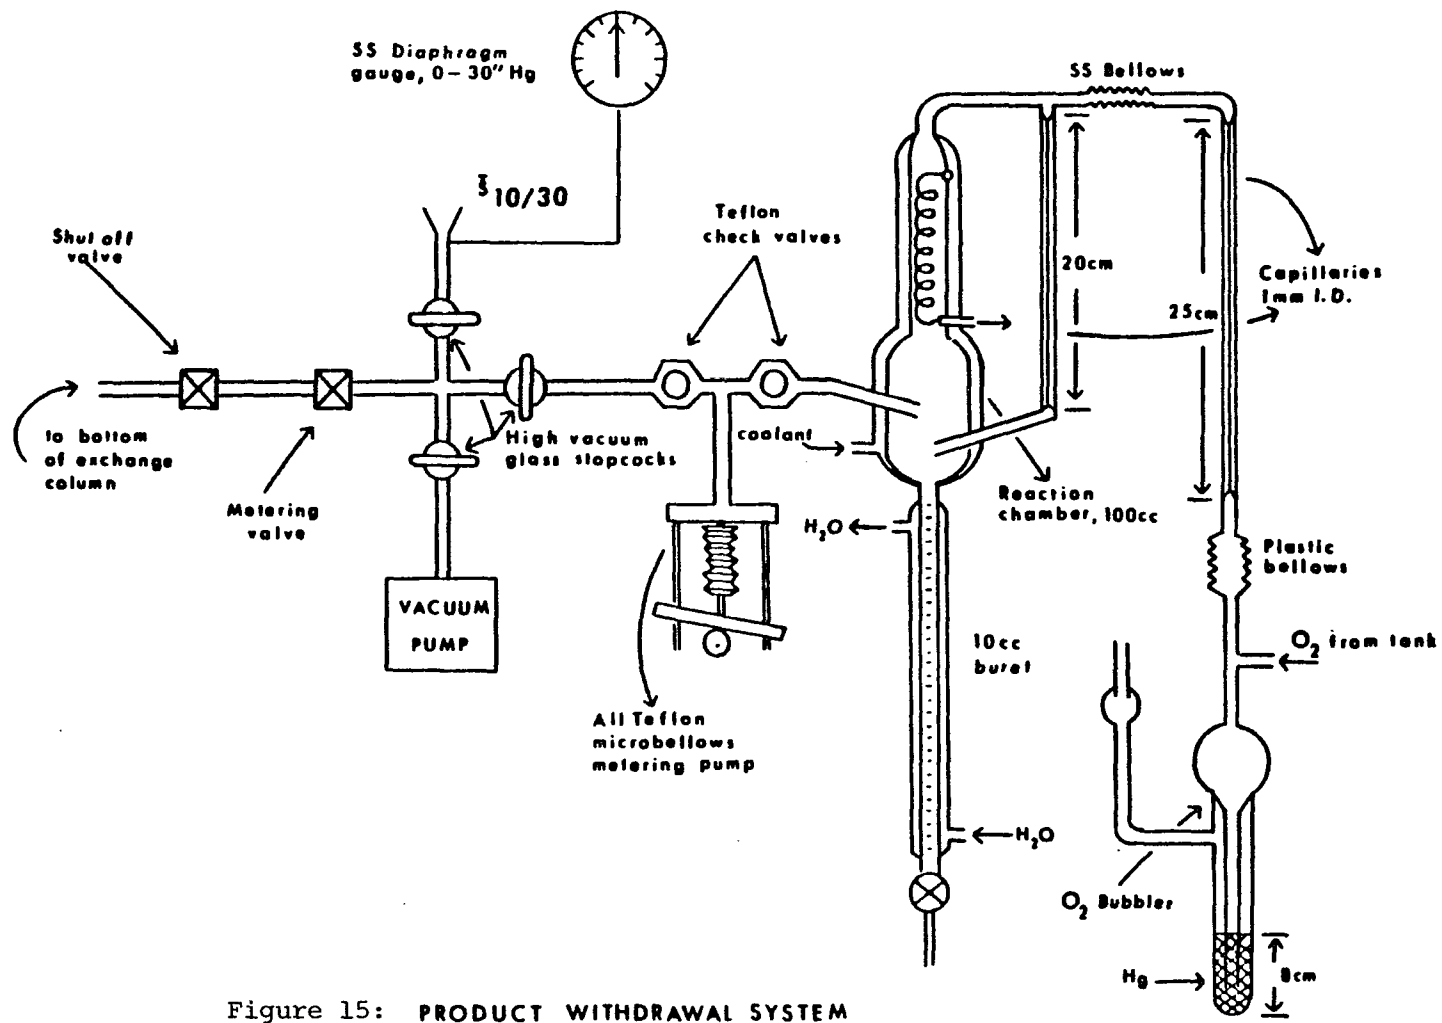 SS Diaphragm
gauge, 0-30" Hg
SS Bellows
T
S 10/30
Shut off
valve
Teflon
check valves
20cm
25cm
Capillaries
1mm I.D.
to bottom
of exchange
column
Metering
valve
High vacuum
glass stopcocks
coolant
Reaction
chamber, 100cc
H2O
Plastic
bellows
VACUUM
PUMP
10cc
buret
O2 from tank
All Teflon
microbellows
metering pump
H2O
O2 Bubbler
Hg
8cm
Figure 15: PRODUCT WITHDRAWAL SYSTEM